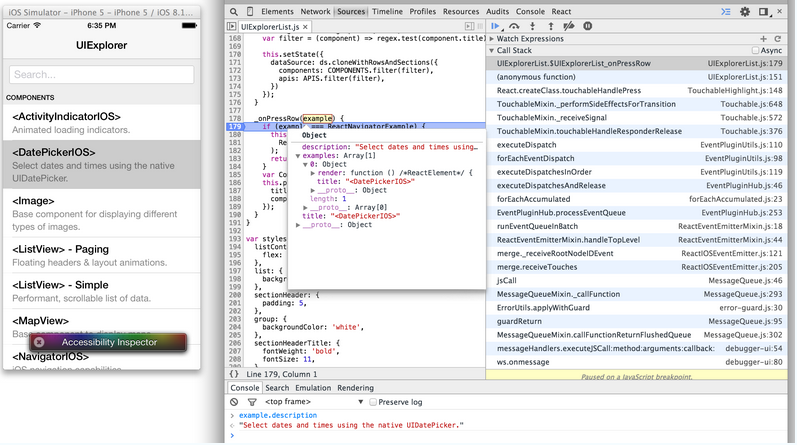 iOS Simulator – iPhone 5 – iPhone 5 / iOS 8.1...
Carrier
6:35 PM
UIExplorer
Search...
COMPONENTS
<ActivityIndicatorIOS>
Animated loading indicators.
<DatePickerIOS>
Select dates and times using the native
UIDatePicker.
<Image>
Base component for displaying different
types of images.
<ListView> - Paging
Floating headers & layout animations.
<ListView> - Simple
Performant, scrollable list of data.
<MapView>
Base component to display maps
Accessibility Inspector
<NavigatorIOS>
iOS navigation capabilities
Elements Network Sources Timeline Profiles Resources Audits Console React
UIExplorerList.js ×
168 var filter = (component) => regex.test(component.title
169
170 this.setState({
171 dataSource: ds.cloneWithRowsAndSections({
172 components: COMPONENTS.filter(filter),
173 apis: APIS.filter(filter),
174 })
175 });
176 }
177
178 _onPressRow(example) {
179 if (examp === ReactNavigatorExample) {
180 this
181 Re
182 );
183 retu
184 }
185 var Co
186 this.p
187 titl
188 comp
189 });
190 }
191 }
192
193 var styles
194 listCont
195 flex:
196 },
197 list: {
198 backgr
199 },
200 sectionHeader: {
201 padding: 5,
202 },
203 group: {
204 backgroundColor: 'white',
205 },
206 sectionHeaderTitle: {
207 fontWeight: 'bold',
208 fontSize: 11,
209 },
Object
description: "Select dates and times using...
▼ examples: Array[1]
▼ 0: Object
▶ render: function () /*ReactElement*/ {
title: "<DatePickerIOS>"
▶ __proto__: Object
length: 1
▶ __proto__: Array[0]
title: "<DatePickerIOS>"
▶ __proto__: Object
{} Line 179, Column 1
▶ Watch Expressions
▼ Call Stack Async
UIExplorerList.$UIExplorerList_onPressRow UIExplorerList.js:179
(anonymous function) UIExplorerList.js:151
React.createClass.touchableHandlePress TouchableHighlight.js:148
TouchableMixin._performSideEffectsForTransition Touchable.js:648
TouchableMixin._receiveSignal Touchable.js:572
TouchableMixin.touchableHandleResponderRelease Touchable.js:376
executeDispatch EventPluginUtils.js:110
forEachEventDispatch EventPluginUtils.js:98
executeDispatchesInOrder EventPluginUtils.js:119
executeDispatchesAndRelease EventPluginHub.js:46
forEachAccumulated forEachAccumulated.js:24
EventPluginHub.processEventQueue EventPluginHub.js:253
runEventQueueInBatch ReactEventEmitterMixin.js:18
ReactEventEmitterMixin.handleTopLevel ReactEventEmitterMixin.js:44
merge._receiveRootNodeIDEvent ReactIOSEventEmitter.js:121
merge.receiveTouches ReactIOSEventEmitter.js:205
jsCall MessageQueue.js:46
MessageQueueMixin._callFunction MessageQueue.js:293
ErrorUtils.applyWithGuard error-guard.js:30
guardReturn MessageQueue.js:95
MessageQueueMixin.callFunctionReturnFlushedQueue MessageQueue.js:302
messageHandlers.executeJSCall:method:arguments:callback: debugger-ui:54
ws.onmessage debugger-ui:80
Paused on a JavaScript breakpoint.
Console Search Emulation Rendering
<top frame> ▼ Preserve log
> example.description
"Select dates and times using the native UIDatePicker."
>